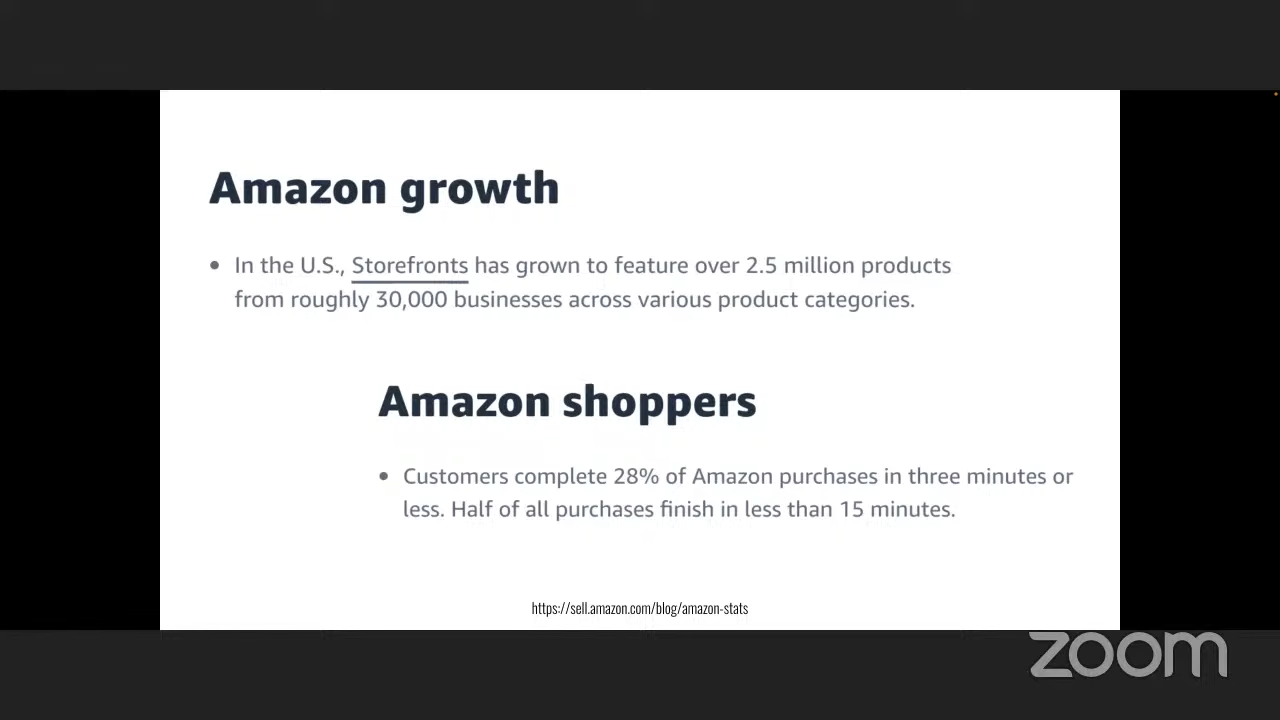 Amazon growth
• In the U.S., Storefronts has grown to feature over 2.5 million products
from roughly 30,000 businesses across various product categories.
Amazon shoppers
• Customers complete 28% of Amazon purchases in three minutes or
less. Half of all purchases finish in less than 15 minutes.
https://sell.amazon.com/blog/amazon-stats
zoom